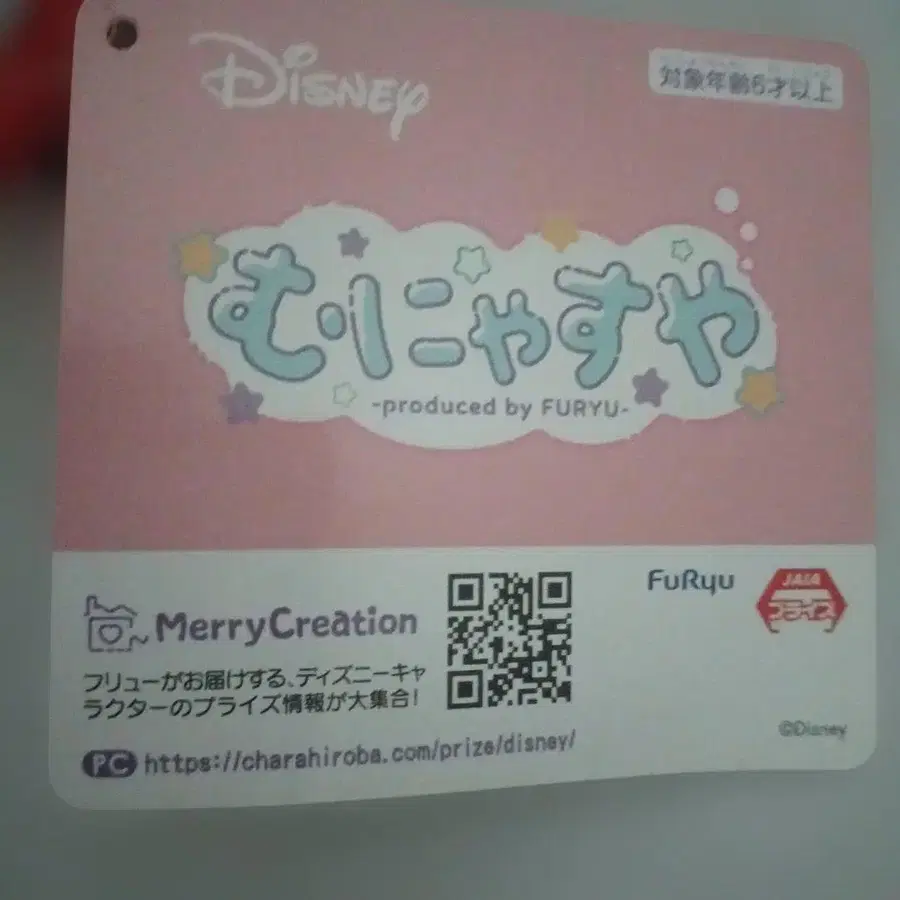 Disney
対象年齢6才以上
むにゃすや
-produced by FURYU-
MerryCreation
フリューがお届けする、ディズニーキャ
ラクターのプライズ情報が大集合!
PC https://charahiroba.com/prize/disney/
FuRyu
JAIA
プライズ
©Disney